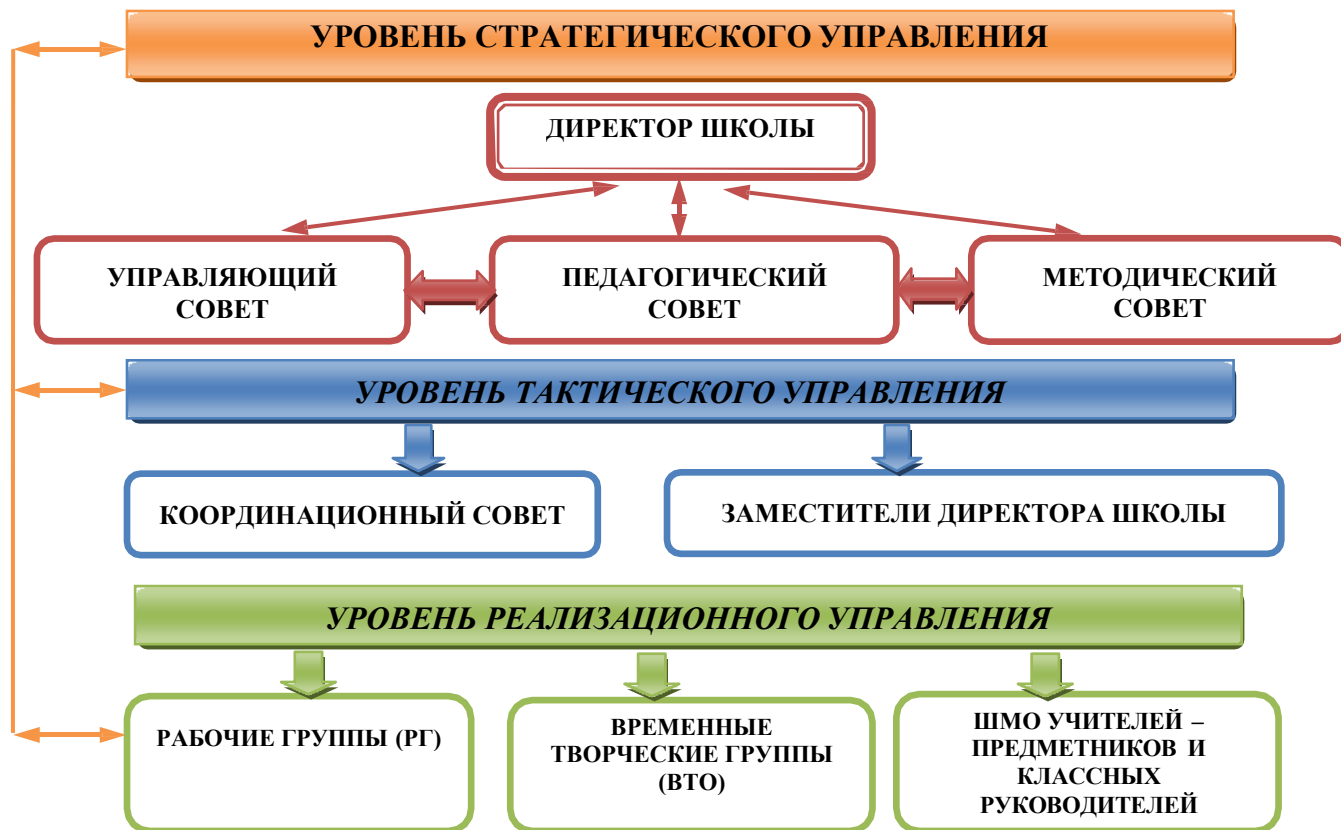 УРОВЕНЬ СТРАТЕГИЧЕСКОГО УПРАВЛЕНИЯ
ДИРЕКТОР ШКОЛЫ
УПРАВЛЯЮЩИЙ
СОВЕТ
ПЕДАГОГИЧЕСКИЙ
СОВЕТ
МЕТОДИЧЕСКИЙ
СОВЕТ
УРОВЕНЬ ТАКТИЧЕСКОГО УПРАВЛЕНИЯ
КООРДИНАЦИОННЫЙ СОВЕТ
ЗАМЕСТИТЕЛИ ДИРЕКТОРА ШКОЛЫ
УРОВЕНЬ РЕАЛИЗАЦИОННОГО УПРАВЛЕНИЯ
РАБОЧИЕ ГРУППЫ (РГ)
ВРЕМЕННЫЕ
ТВОРЧЕСКИЕ ГРУППЫ
(ВТО)
ШМО УЧИТЕЛЕЙ –
ПРЕДМЕТНИКОВ И
КЛАССНЫХ
РУКОВОДИТЕЛЕЙ